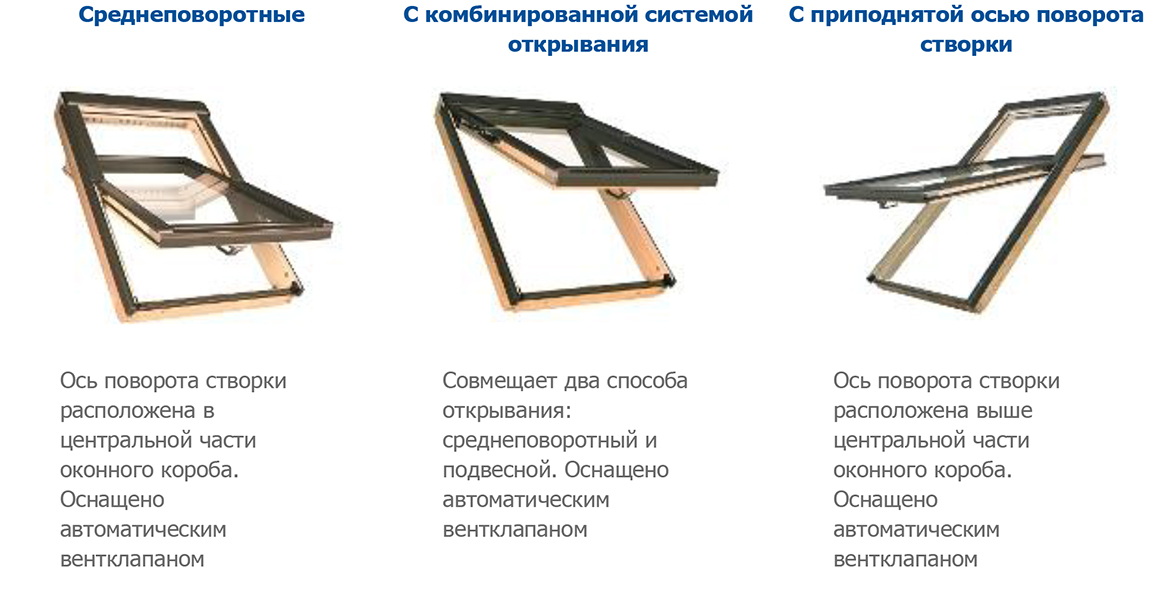 Среднеповоротные
С комбинированной системой
открывания
С приподнятой осью поворота
створки
Ось поворота створки
расположена в
центральной части
оконного короба.
Оснащено
автоматическим
вентклапаном
Совмещает два способа
открывания:
среднеповоротный и
подвесной. Оснащено
автоматическим
вентклапаном
Ось поворота створки
расположена выше
центральной части
оконного короба.
Оснащено
автоматическим
вентклапаном